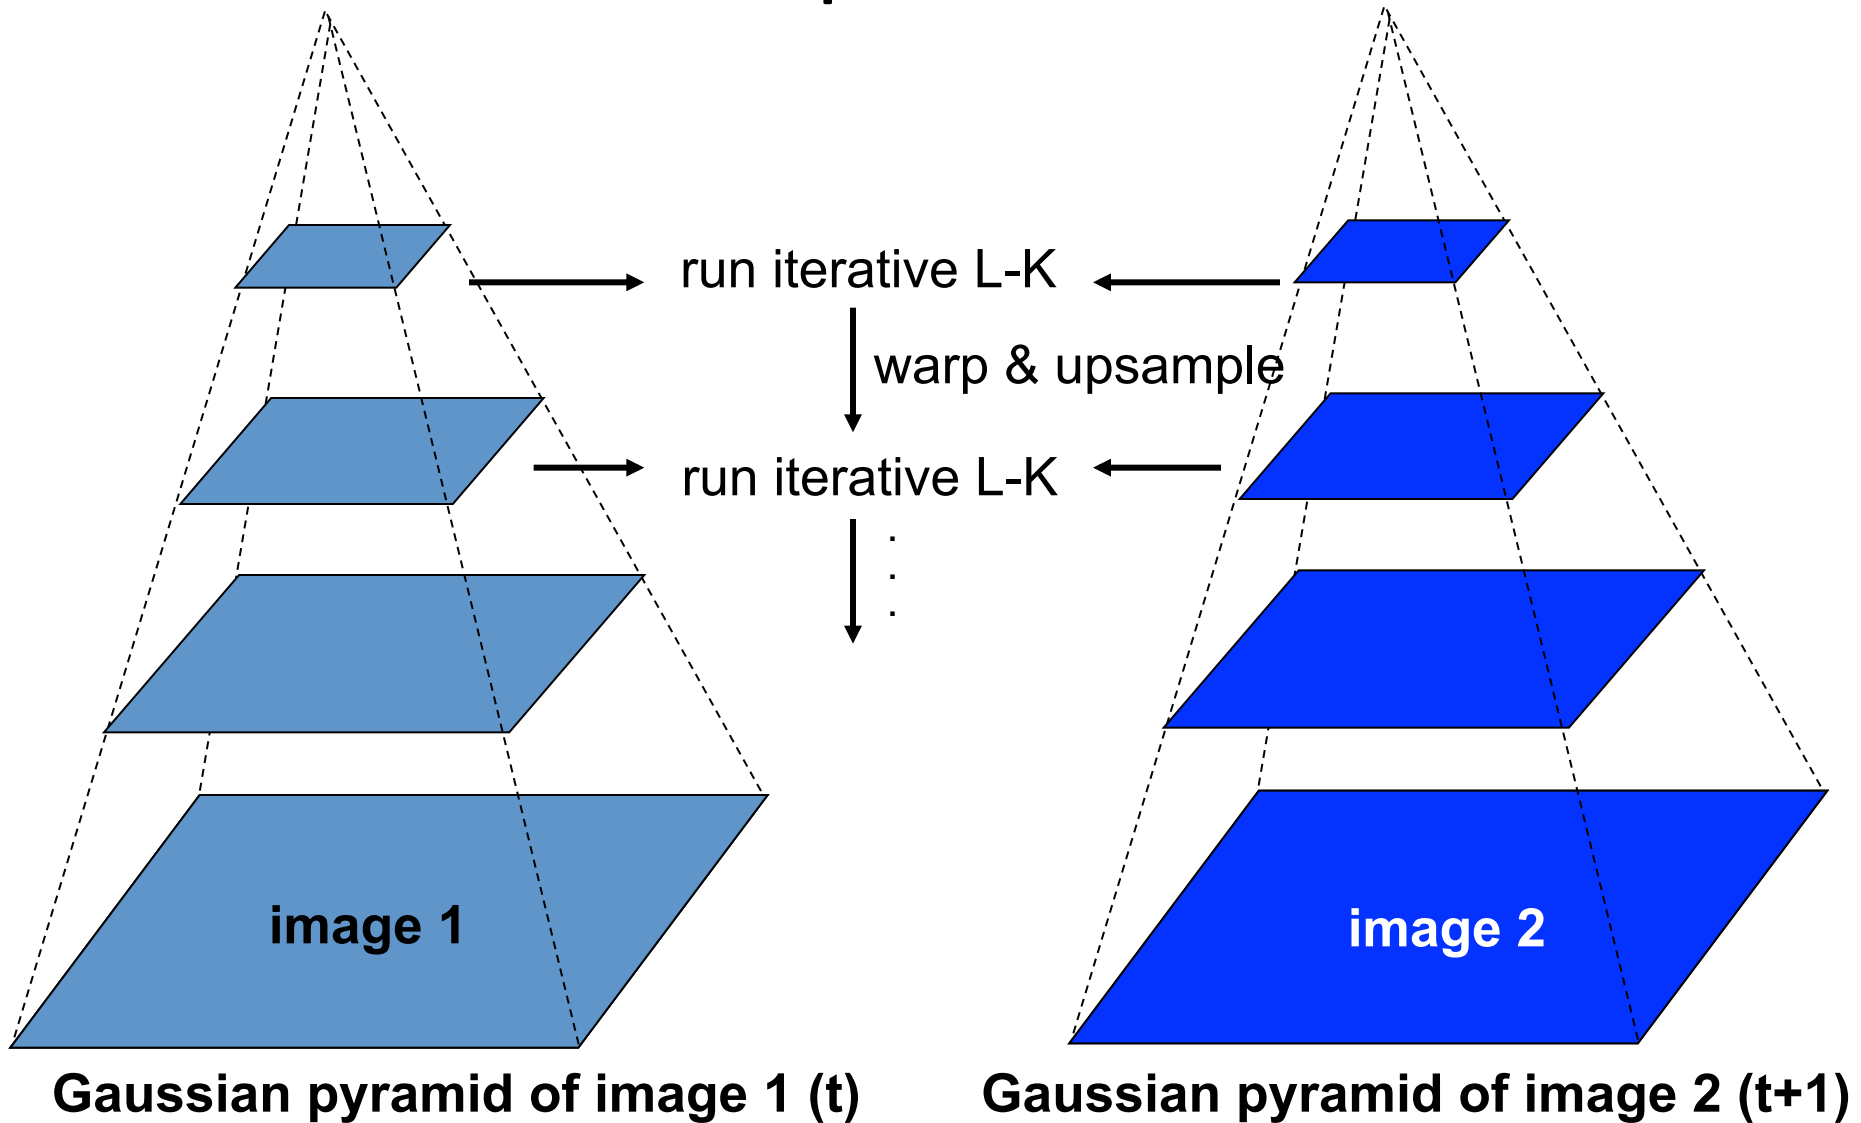 run iterative L-K
warp & upsample
run iterative L-K
.
.
.
image 1
image 2
Gaussian pyramid of image 1 (t)
Gaussian pyramid of image 2 (t+1)